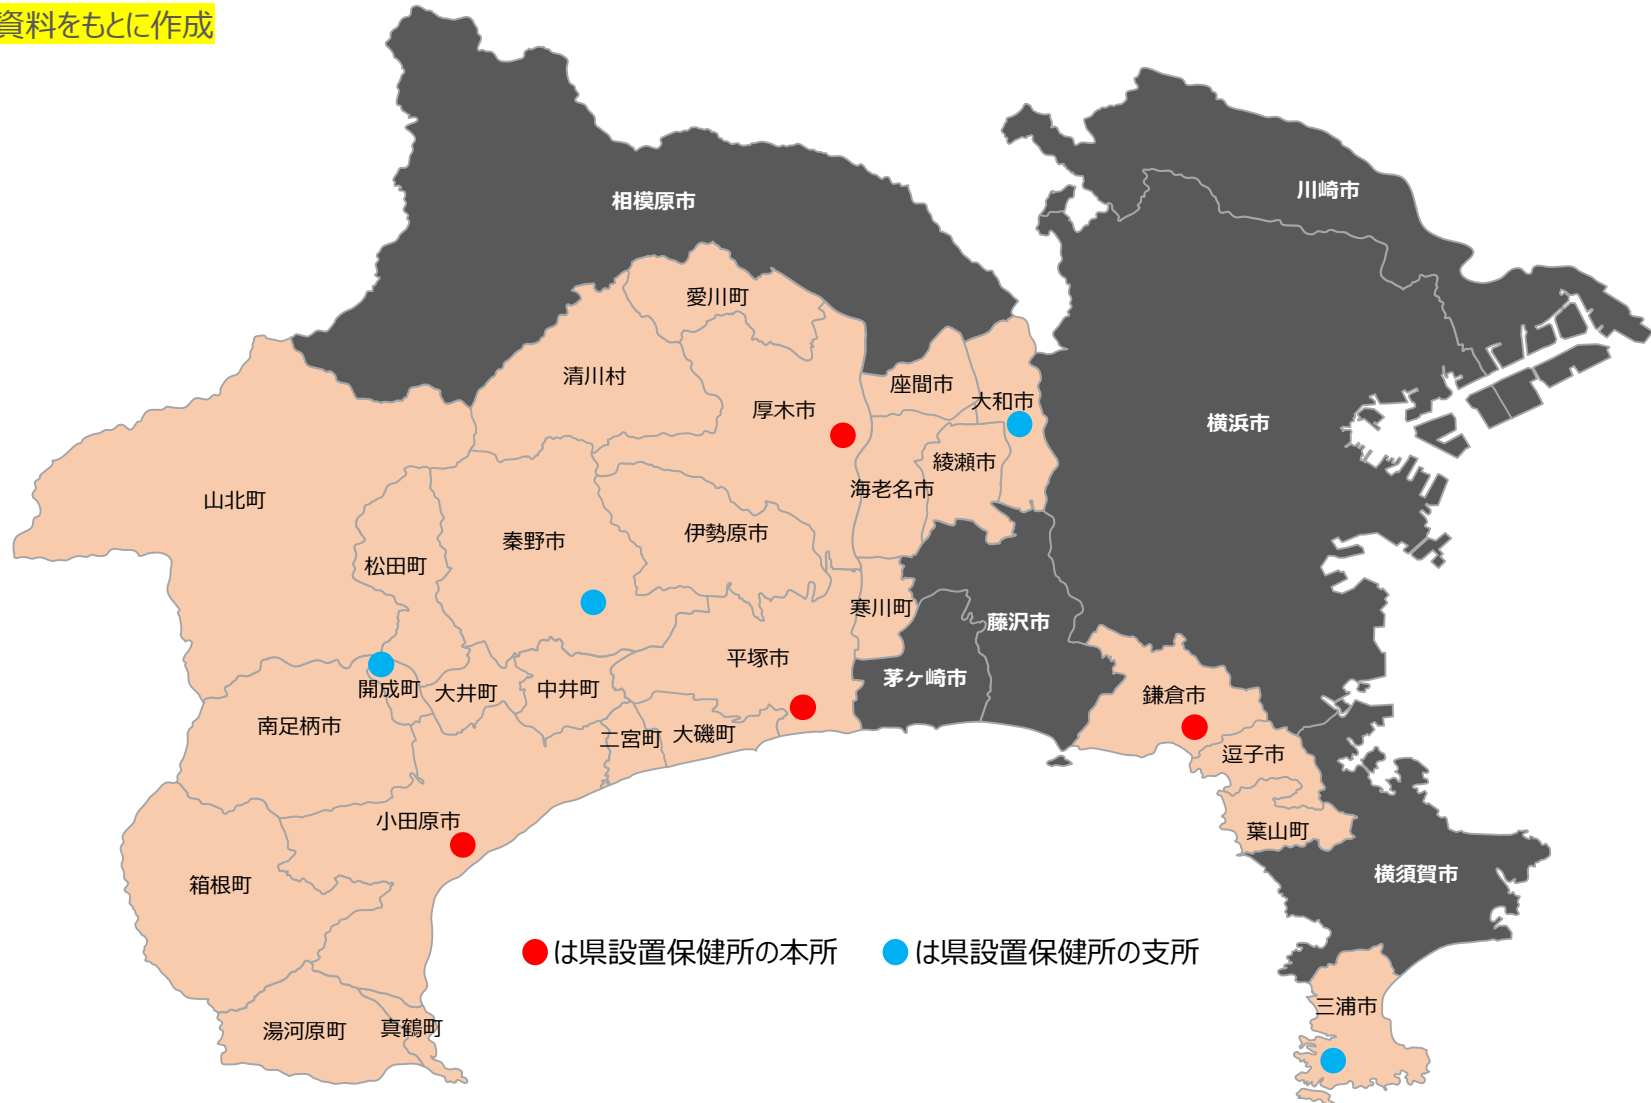 資料をもとに作成
川崎市
相模原市
愛川町
清川村
座間市
大和市
厚木市
横浜市
綾瀬市
海老名市
山北町
伊勢原市
秦野市
松田町
寒川町
藤沢市
平塚市
茅ヶ崎市
開成町
大井町
中井町
鎌倉市
南足柄市
大磯町
二宮町
逗子市
小田原市
葉山町
横須賀市
箱根町
は県設置保健所の本所
は県設置保健所の支所
三浦市
湯河原町
真鶴町